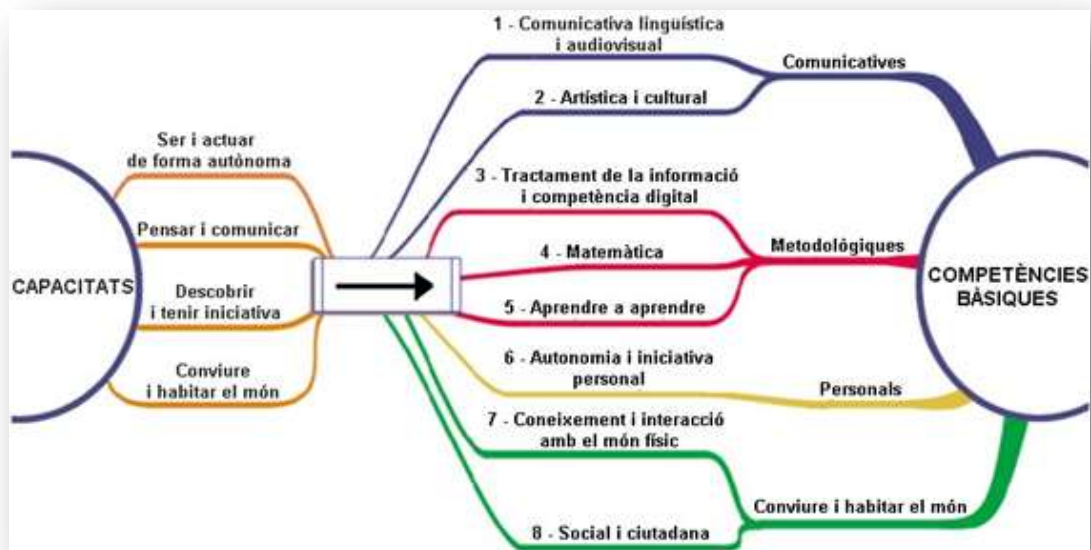 CAPACITATS
Ser i actuar
de forma autònoma
Pensar i comunicar
Descobrir
i tenir iniciativa
Conviure
i habitar el món
1 - Comunicativa lingüística
i audiovisual
2 - Artística i cultural
3 - Tractament de la informació
i competència digital
4 - Matemàtica
5 - Aprendre a aprendre
6 - Autonomia i iniciativa
personal
7 - Coneixement i interacció
amb el món físic
8 - Social i ciutadana
Comunicatives
Metodológiques
Personals
Conviure i habitar el món
COMPETÈNCIES
BÀSIQUES